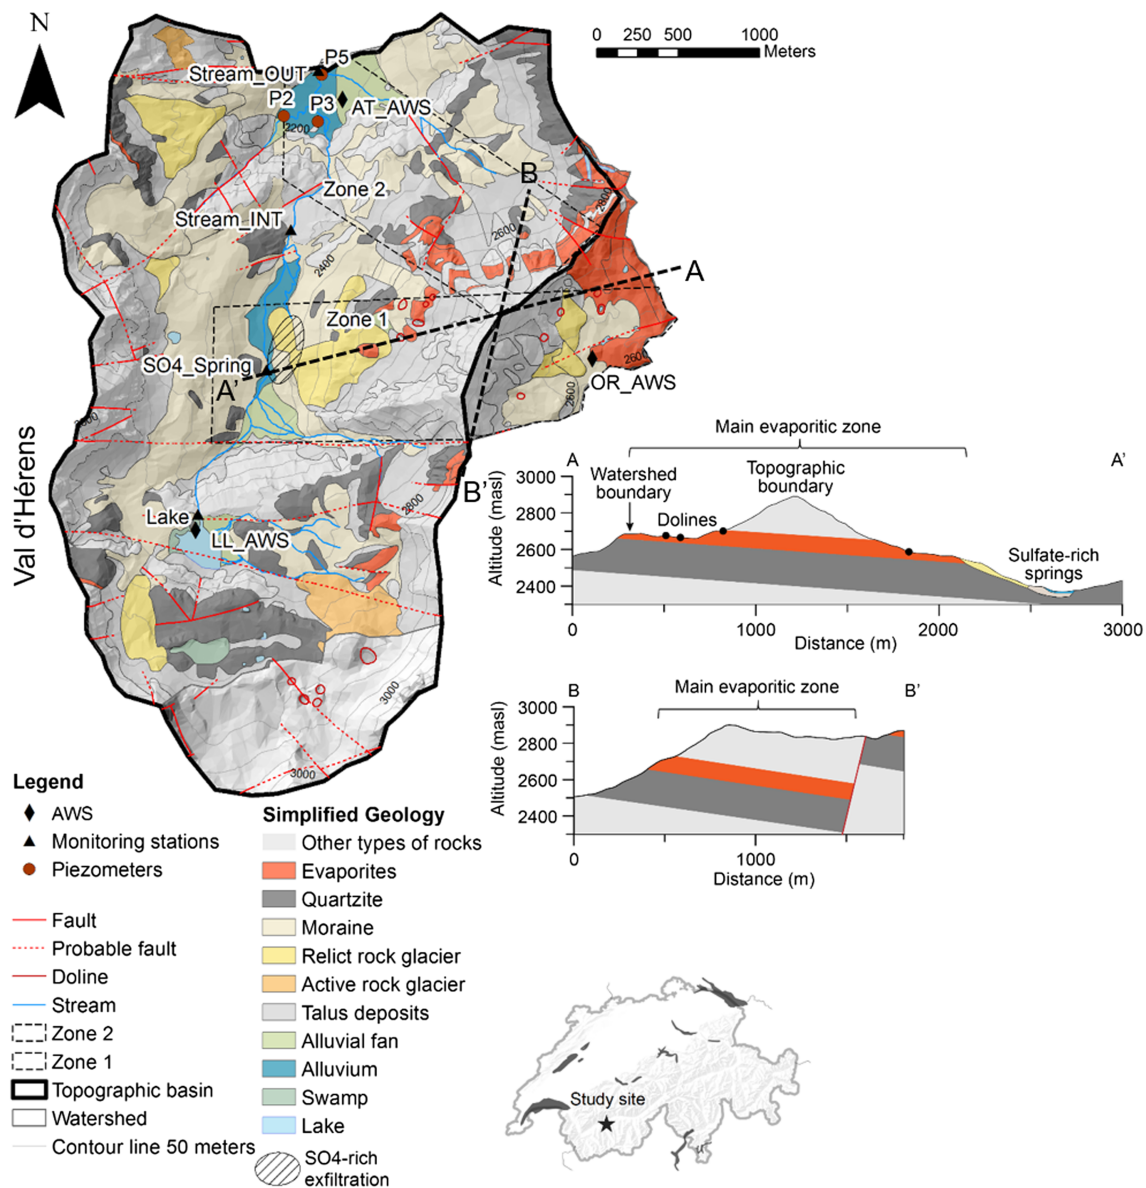 N
0 250 500 1000
Meters
P5
Stream_OUT
P2
P3
AT_AWS
2200
B
Zone 2
2800
Stream_INT
2600
2400
A
Zone 1
SO4_Spring
A’
2600
OR_AWS
2600
Val d'Hérens
B’
2800
Lake
LL_AWS
3000
3000
Main evaporitic zone
A
A’
Watershed
boundary
Topographic
boundary
Dolines
Sulfate-rich
springs
Altitude (masl)
3000
2800
2600
2400
0 1000 2000 3000
Distance (m)
B
Main evaporitic zone
B’
Altitude (masl)
3000
2800
2600
2400
0 1000
Distance (m)
Legend
AWS
Monitoring stations
Piezometers
Fault
Probable fault
Doline
Stream
Zone 2
Zone 1
Topographic basin
Watershed
Contour line 50 meters
Simplified Geology
Other types of rocks
Evaporites
Quartzite
Moraine
Relict rock glacier
Active rock glacier
Talus deposits
Alluvial fan
Alluvium
Swamp
Lake
SO4-rich
exfiltration
Study site